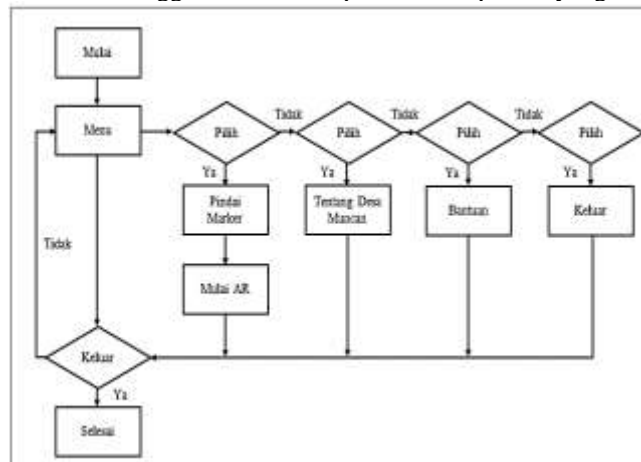 Mulai
Menu
Pilih
Tidak
Pilih
Tidak
Pilih
Tidak
Pilih
Ya
Ya
Ya
Ya
Pindai
Marker
Tentang Desa
Muncan
Bantuan
Keluar
Tidak
Mulai AR
Keluar
Ya
Selesai